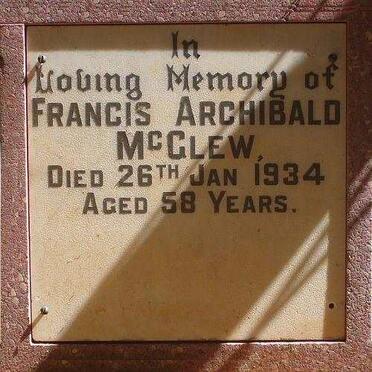 In
Loving Memory of
FRANCIS ARCHIBALD
McGLEW,
DIED 26TH JAN 1934
AGED 58 YEARS.